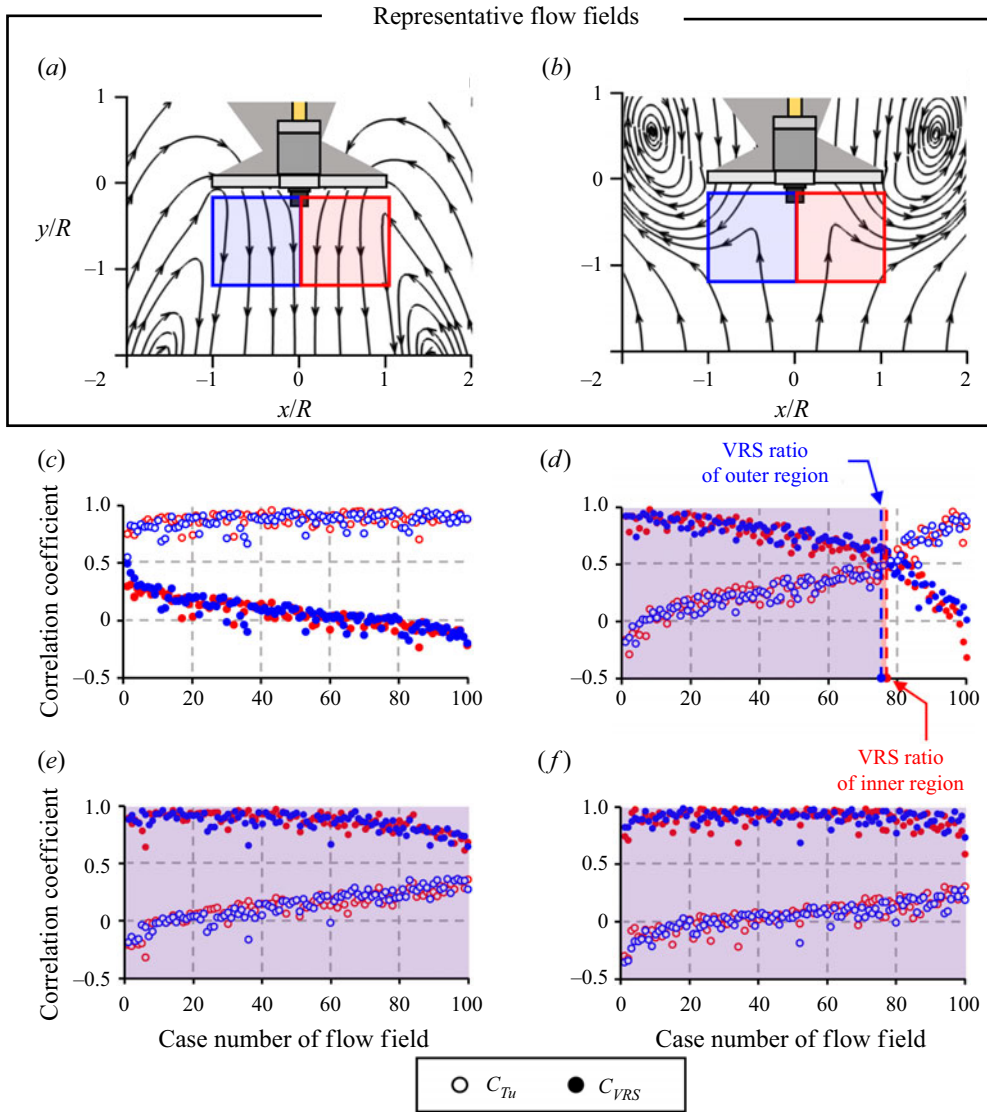 Representative flow fields
(a)
(b)
1
0
y/R
–1
–2
–1
0
1
2
x/R
1
0
–1
–2
–1
0
1
2
x/R
(c)
(d)
VRS ratio
of outer region
Correlation coefficient
1.0
0.5
0
–0.5
0
20
40
60
80
100
1.0
0.5
0
–0.5
0
20
40
60
80
100
VRS ratio
of inner region
(e)
(f)
Correlation coefficient
1.0
0.5
0
–0.5
0
20
40
60
80
100
Case number of flow field
1.0
0.5
0
–0.5
0
20
40
60
80
100
Case number of flow field
C_Tu
C_VRS